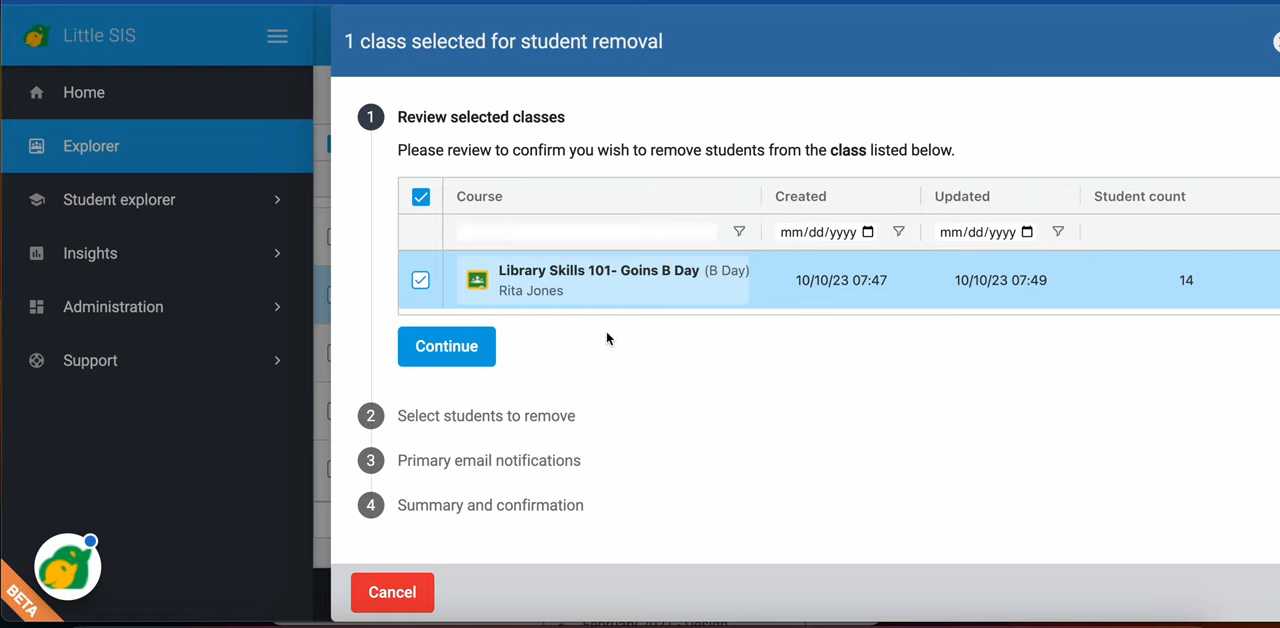 Little SIS
Home
Explorer
Student explorer
Insights
Administration
Support
BETA
1 class selected for student removal
1 Review selected classes
Please review to confirm you wish to remove students from the class listed below.
Course Created Updated Student count
mm/dd/yyyy mm/dd/yyyy
Library Skills 101- Goins B Day (B Day) 10/10/23 07:47 10/10/23 07:49 14
Rita Jones
Continue
2 Select students to remove
3 Primary email notifications
4 Summary and confirmation
Cancel